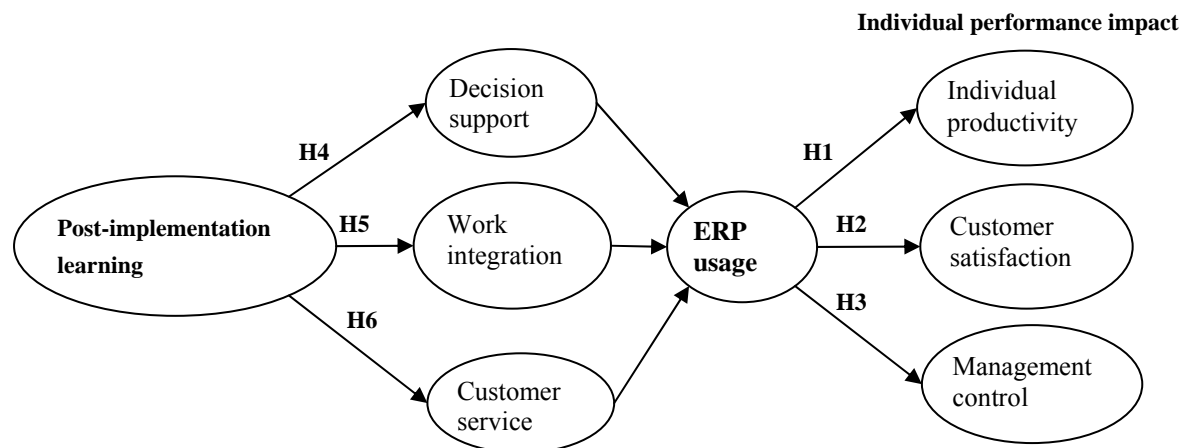 Individual performance impact
Decision
support
Individual
productivity
H4
H1
Post-implementation
learning
H5
Work
integration
ERP
usage
H2
Customer
satisfaction
H6
H3
Customer
service
Management
control